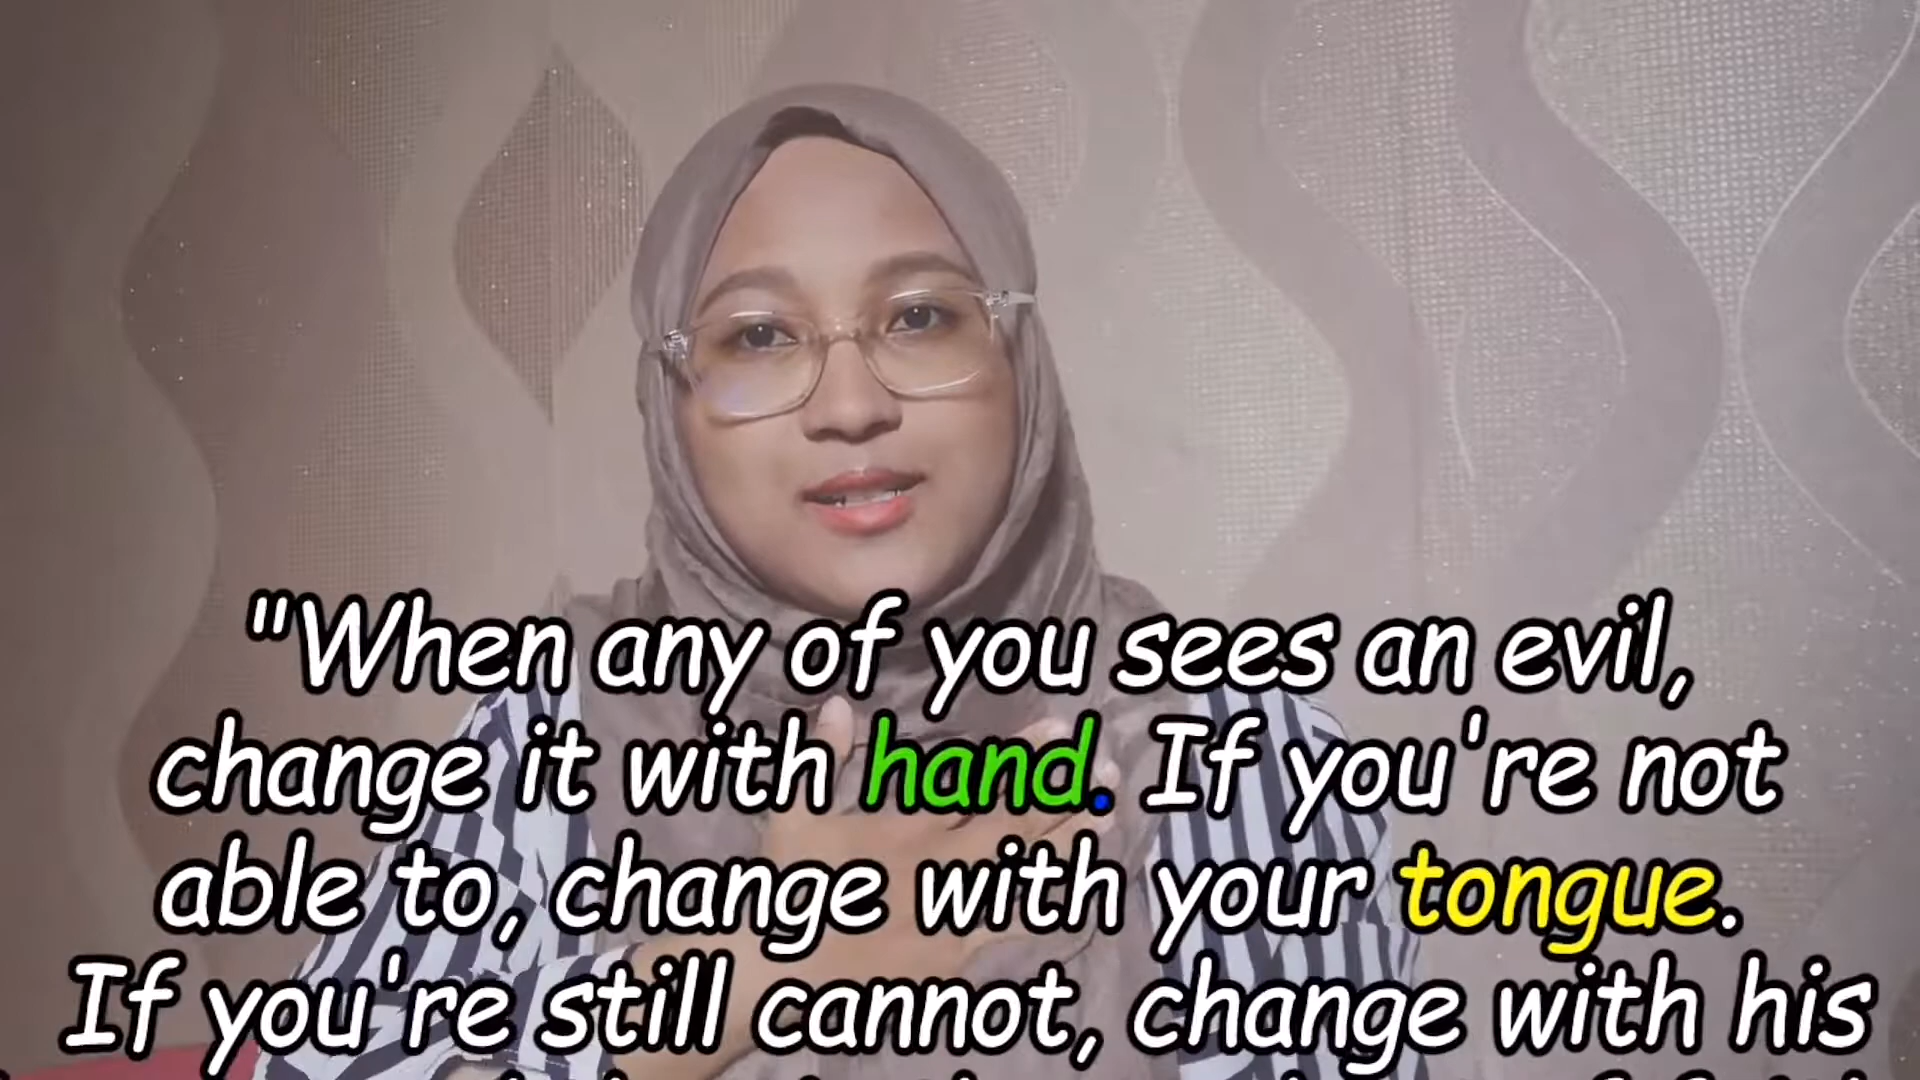 "When any of you sees an evil,
change it with hand. If you're not
able to, change with your tongue.
If you're still cannot, change with his